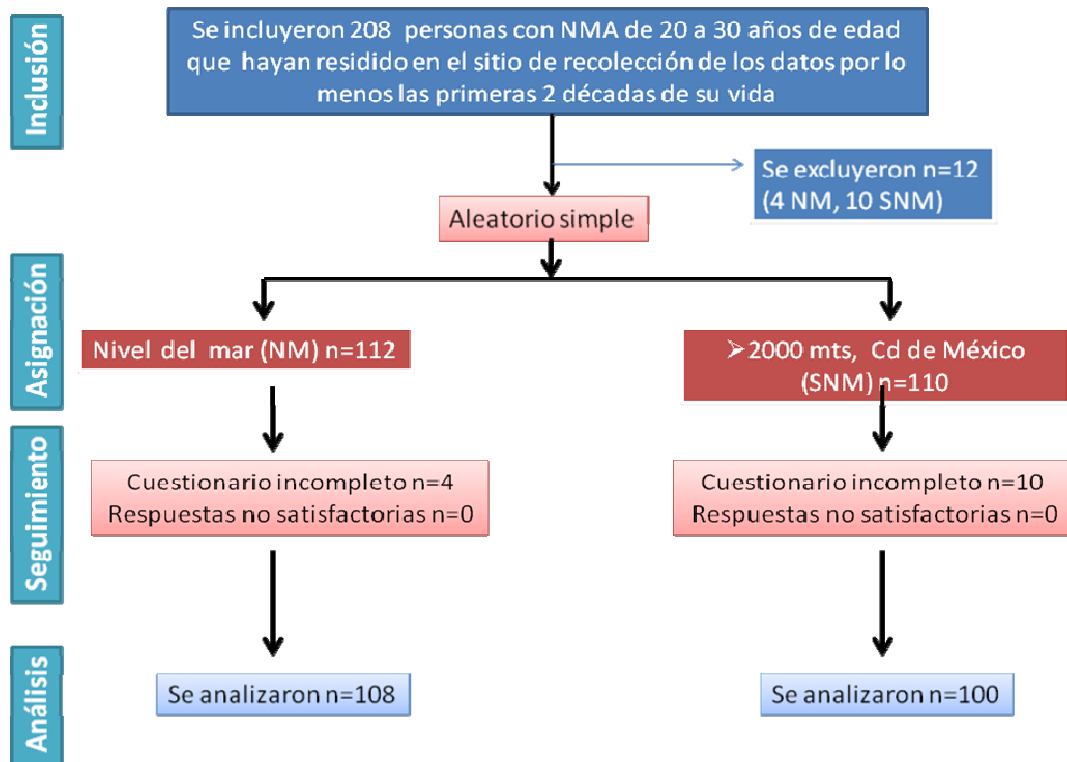 Inclusión
Se incluyeron 208 personas con NMA de 20 a 30 años de edad
que hayan residido en el sitio de recolección de los datos por lo
menos las primeras 2 décadas de su vida
Se excluyeron n=12
(4 NM, 10 SNM)
Aleatorio simple
Asignación
Nivel del mar (NM) n=112
➢2000 mts, Cd de México
(SNM) n=110
Seguimiento
Cuestionario incompleto n=4
Respuestas no satisfactorias n=0
Cuestionario incompleto n=10
Respuestas no satisfactorias n=0
Análisis
Se analizaron n=108
Se analizaron n=100